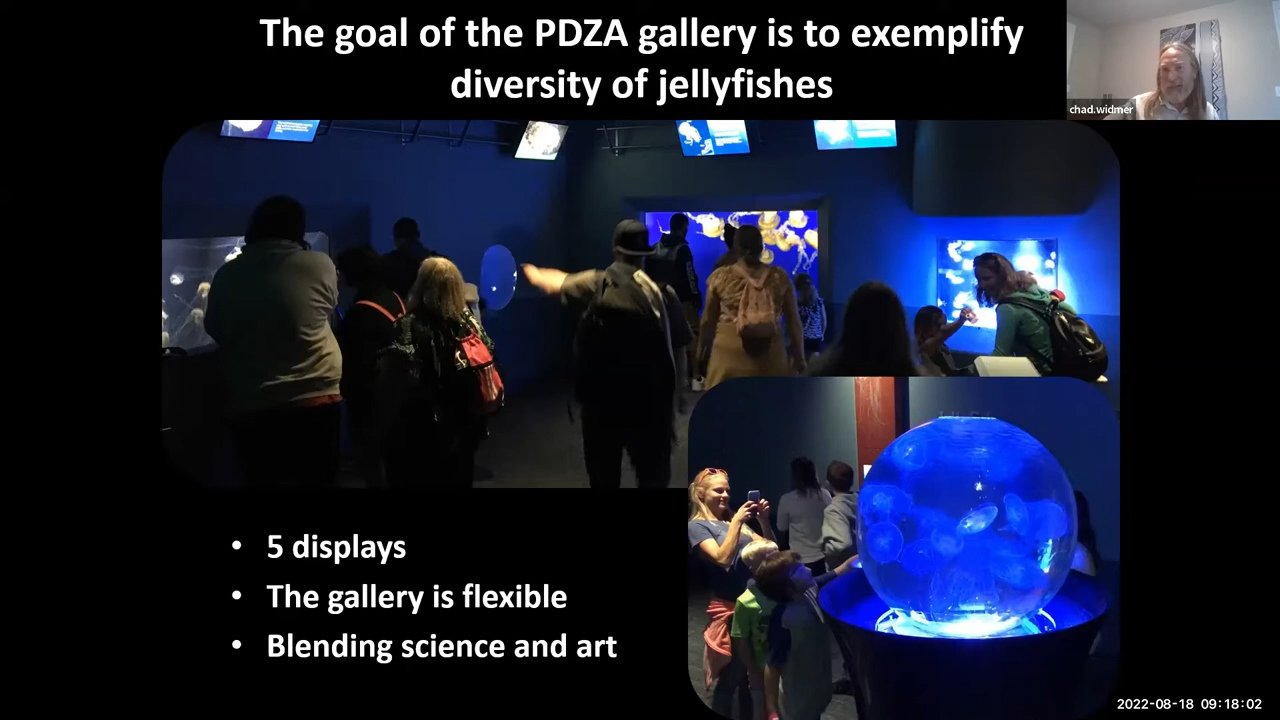 The goal of the PDZA gallery is to exemplify
diversity of jellyfishes
chad.widmer
• 5 displays
• The gallery is flexible
• Blending science and art
2022-08-18 09:18:02